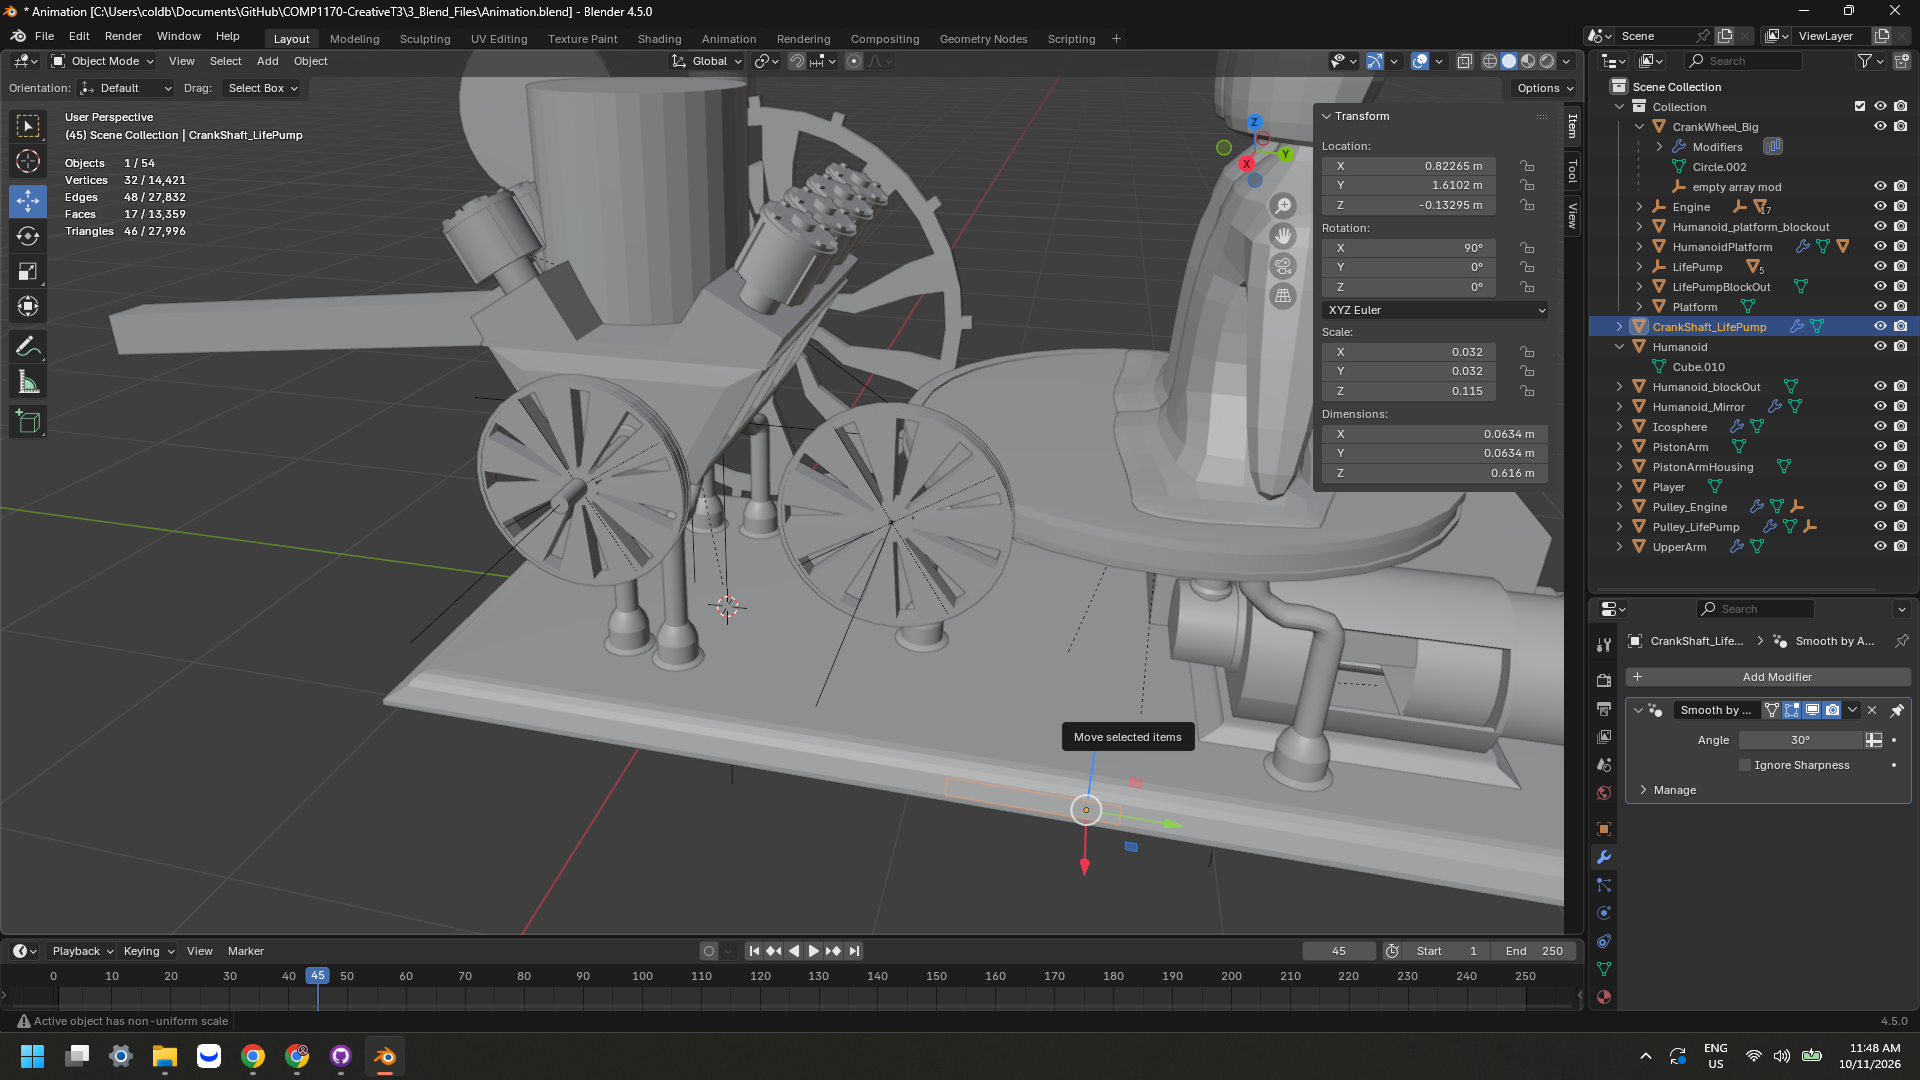 * Animation [C:\Users\coldb\Documents\GitHub\COMP1170-CreativeT3\3_Blend_Files\Animation.blend] - Blender 4.5.0
File Edit Render Window Help Layout Modeling Sculpting UV Editing Texture Paint Shading Animation Rendering Compositing Geometry Nodes Scripting + Scene ViewLayer
Object Mode View Select Add Object Global Search
Orientation: Default Drag: Select Box Options
User Perspective
(45) Scene Collection | CrankShaft_LifePump
Objects 1 / 54
Vertices 32 / 14,421
Edges 48 / 27,832
Faces 17 / 13,359
Triangles 46 / 27,996
Z
Y
X
Transform
Location:
X 0.82265 m
Y 1.6102 m
Z -0.13295 m
Rotation:
X 90°
Y 0°
Z 0°
XYZ Euler
Scale:
X 0.032
Y 0.032
Z 0.115
Dimensions:
X 0.0634 m
Y 0.0634 m
Z 0.616 m
Item
Tool
View
Move selected items
Scene Collection
Collection
CrankWheel_Big
Modifiers
Circle.002
empty array mod
Engine 17
Humanoid_platform_blockout
HumanoidPlatform
LifePump 5
LifePumpBlockOut
Platform
CrankShaft_LifePump
Humanoid
Cube.010
Humanoid_blockOut
Humanoid_Mirror
Icosphere
PistonArm
PistonArmHousing
Player
Pulley_Engine
Pulley_LifePump
UpperArm
Search
CrankShaft_Life... Smooth by A...
Add Modifier
Smooth by ...
Angle 30°
Ignore Sharpness
Manage
Playback Keying View Marker 45 Start 1 End 250
0 10 20 30 40 45 50 60 70 80 90 100 110 120 130 140 150 160 170 180 190 200 210 220 230 240 250
Active object has non-uniform scale
4.5.0
ENG
US
11:48 AM
10/11/2026